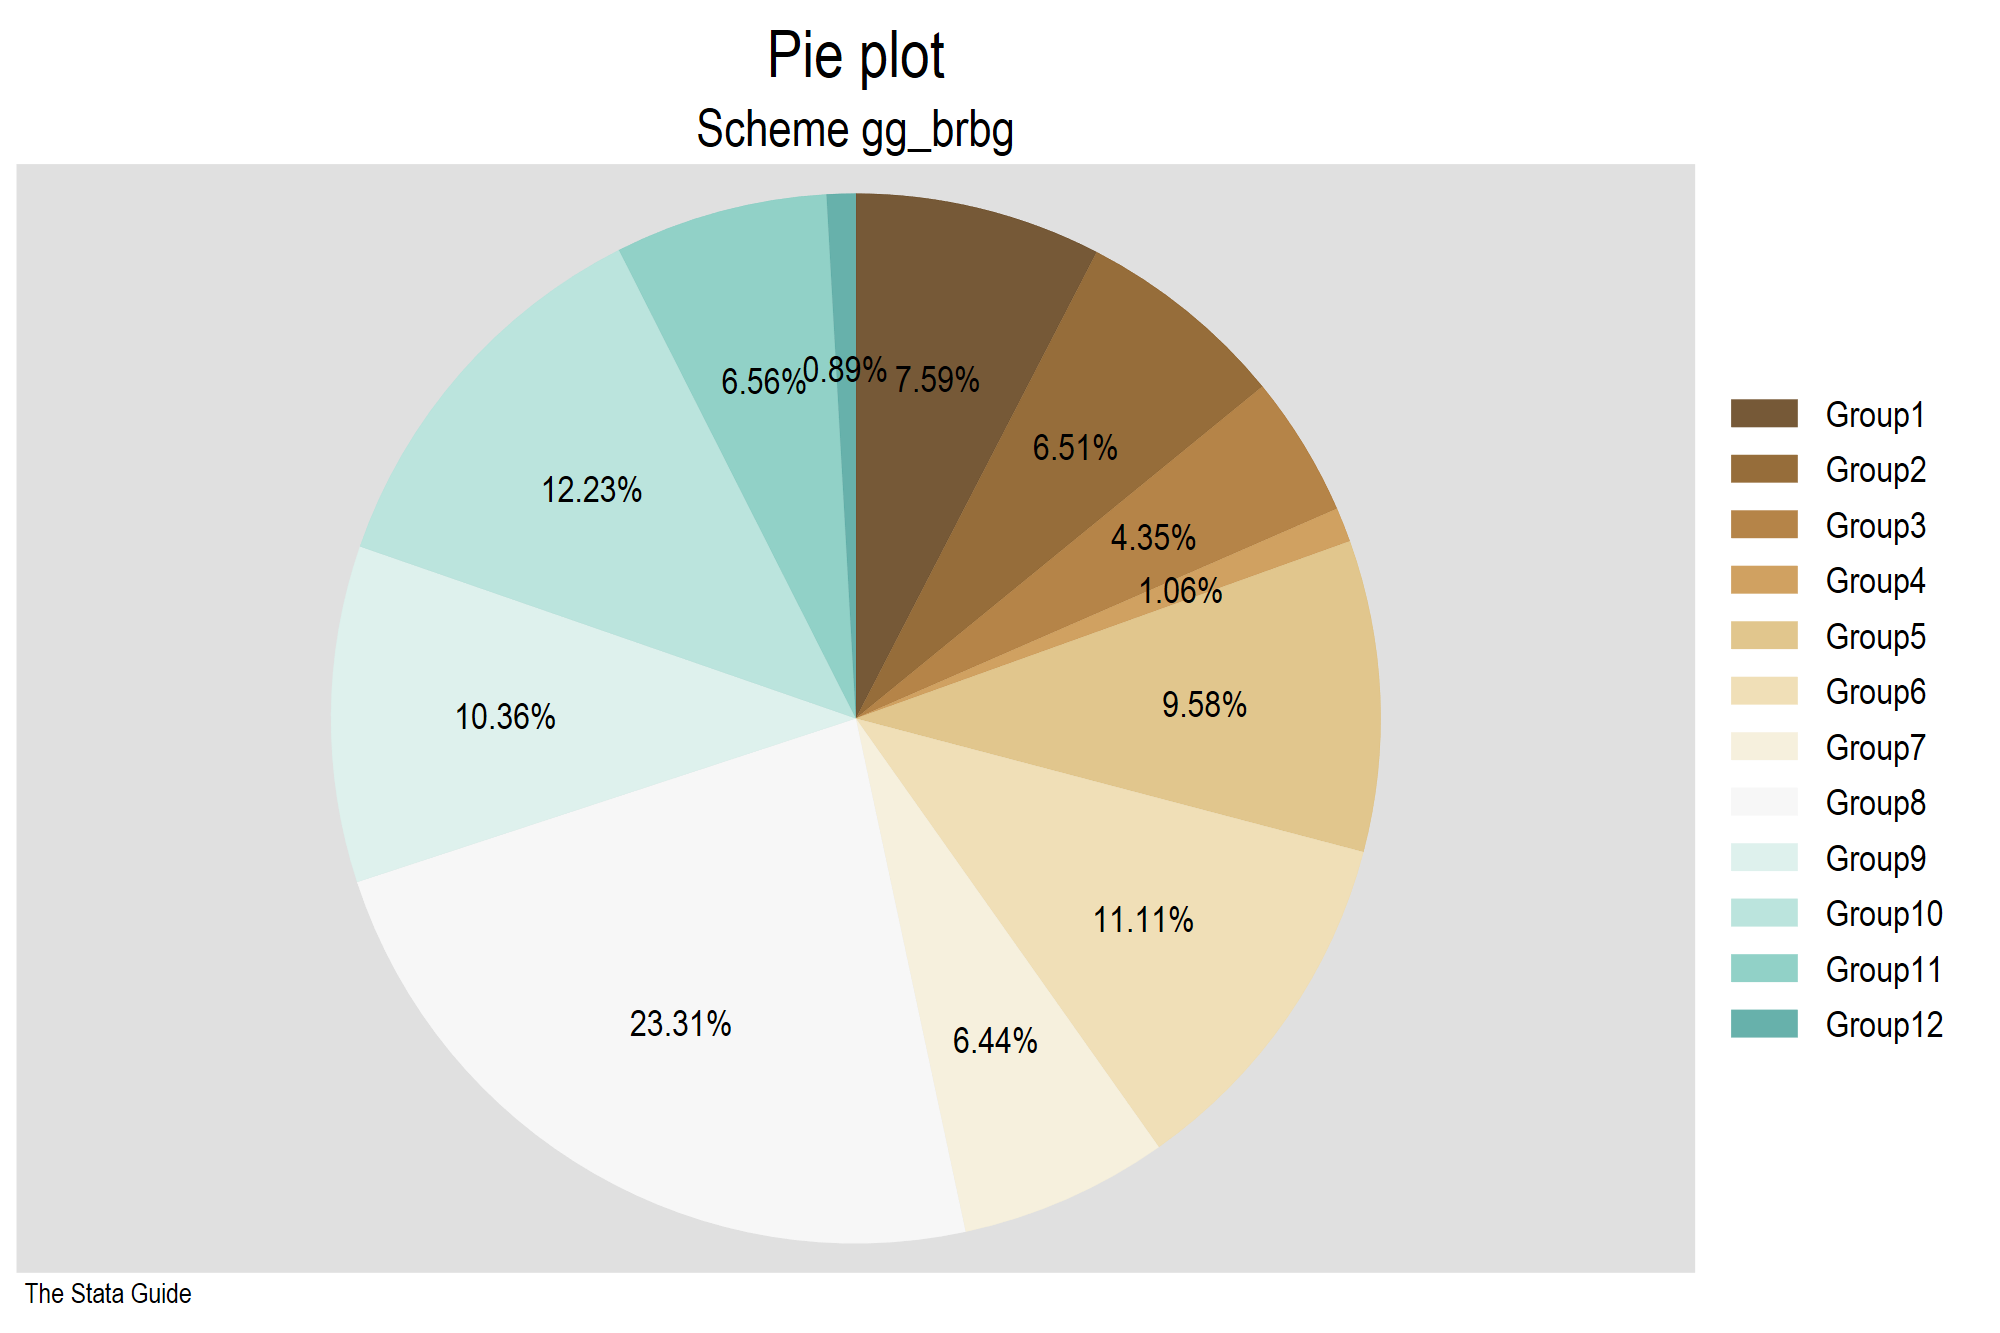 Pie plot
Scheme gg_brbg
0.89%
7.59%
6.56%
6.51%
12.23%
4.35%
1.06%
9.58%
10.36%
11.11%
23.31%
6.44%
Group1
Group2
Group3
Group4
Group5
Group6
Group7
Group8
Group9
Group10
Group11
Group12
The Stata Guide